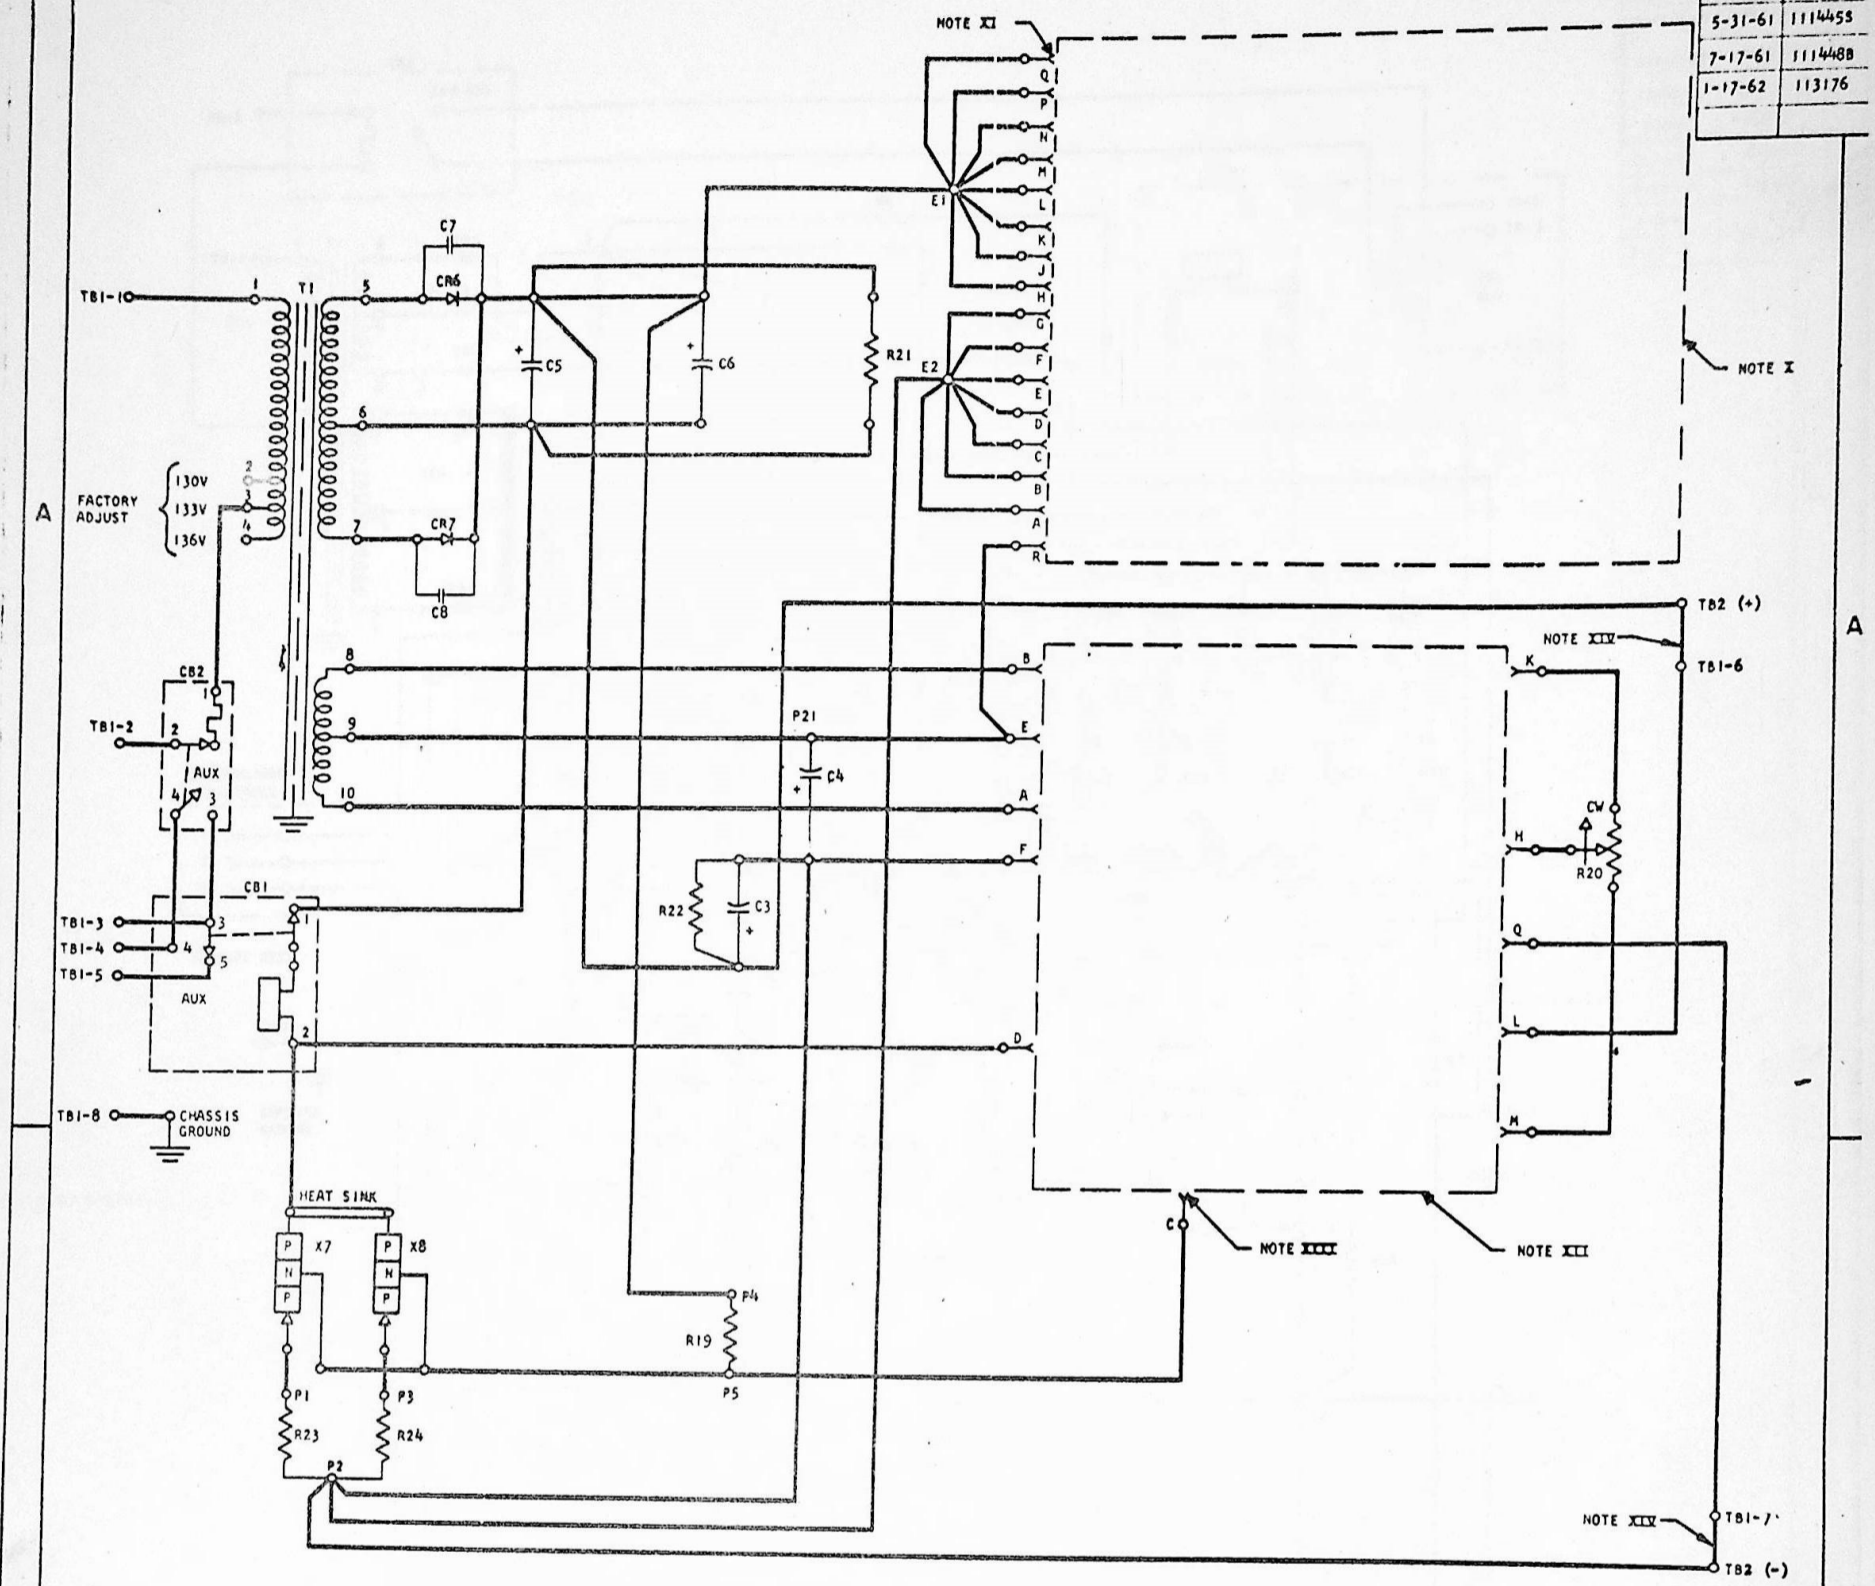 5-31-61 111445S
7-17-61 111448B
1-17-62 113176
NOTE XI
Q
P
N
M
L
K
J
H
E1
G
F
E
D
C
B
A
R
E2
NOTE X
C7
CR6
TB1-1
1
T1
5
C5
+
C6
+
R21
6
FACTORY
ADJUST
130V
133V
136V
2
3
4
7
CR7
C8
A
A
TB2 (+)
NOTE XIV
TB1-6
CB2
1
TB1-2
2
AUX
4
3
8
9
10
P21
C4
+
B
E
A
F
D
K
CW
H
R20
Q
L
M
CB1
TB1-3
TB1-4
TB1-5
3
4
5
1
AUX
2
R22
C3
+
TB1-8
CHASSIS
GROUND
HEAT SINK
P
N
P
X7
P
N
P
X8
C
NOTE XIII
NOTE XII
P4
R19
P5
P1
P3
R23
R24
P2
NOTE XIV
TB1-7
TB2 (-)